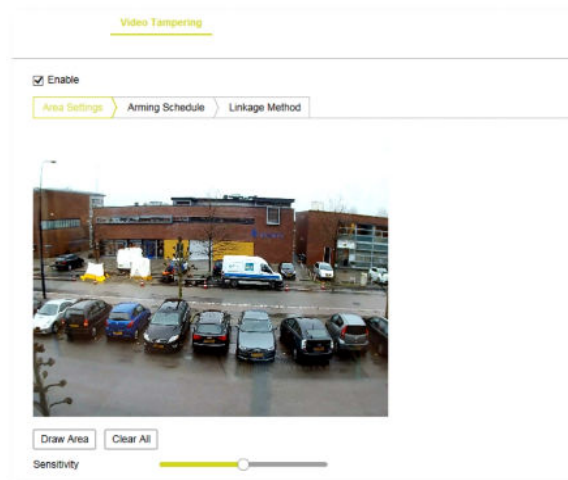 Video Tampering
Enable
Area Settings
Arming Schedule
Linkage Method
Draw Area
Clear All
Sensitivity